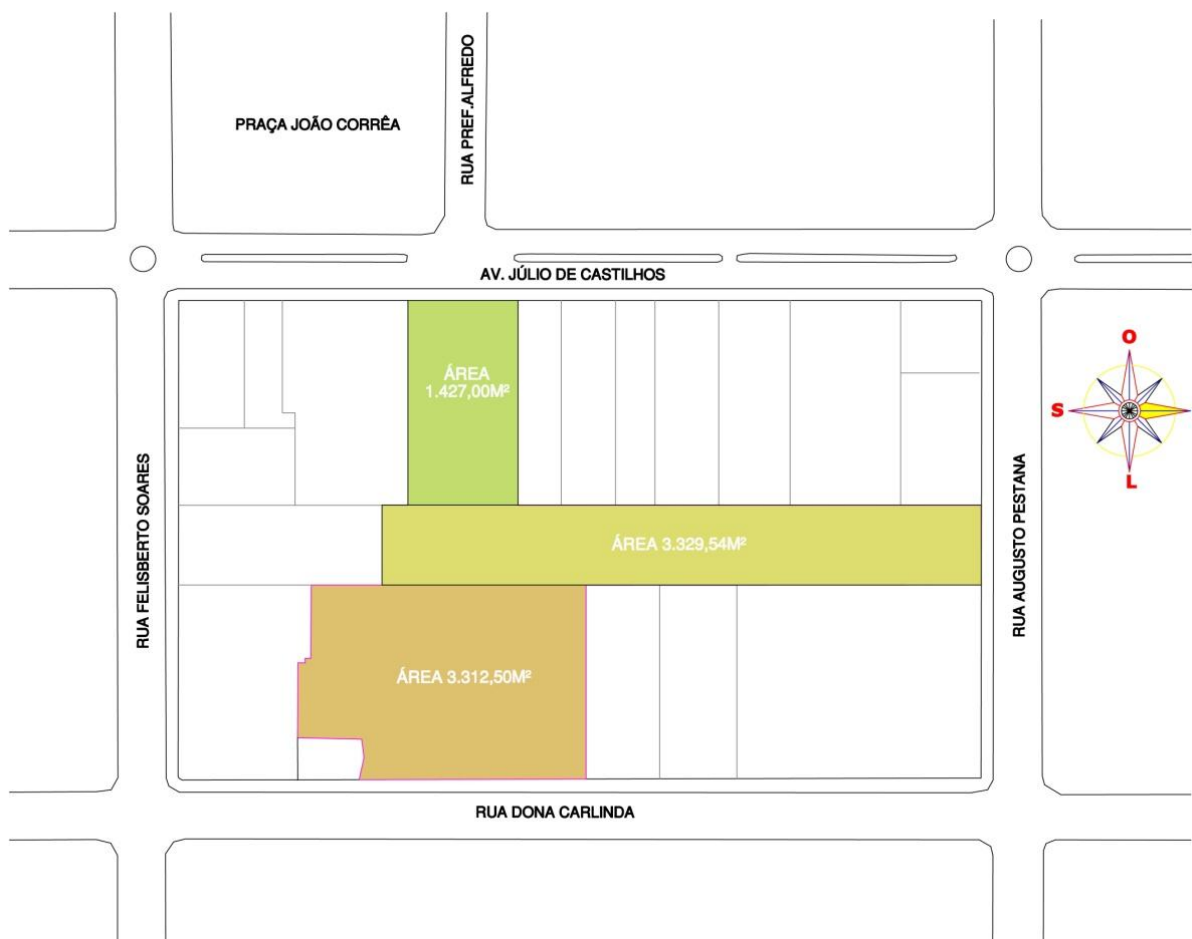 PRAÇA JOÃO CORRÊA
RUA PREF.ALFREDO
AV. JÚLIO DE CASTILHOS
ÁREA
1.427,00M²
O
S
L
RUA FELISBERTO SOARES
RUA AUGUSTO PESTANA
ÁREA 3.329,54M²
ÁREA 3.312,50M²
RUA DONA CARLINDA